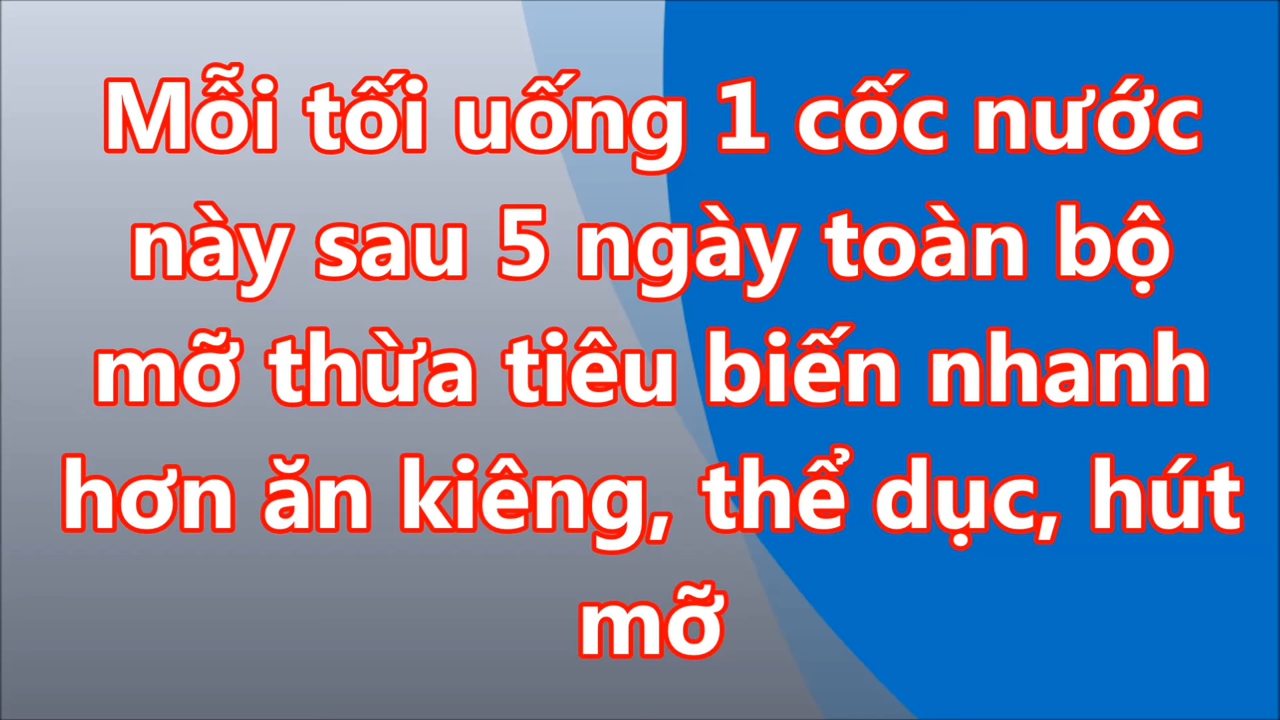 Mỗi tối uống 1 cốc nước
này sau 5 ngày toàn bộ
mỡ thừa tiêu biến nhanh
hơn ăn kiêng, thể dục, hút
mỡ